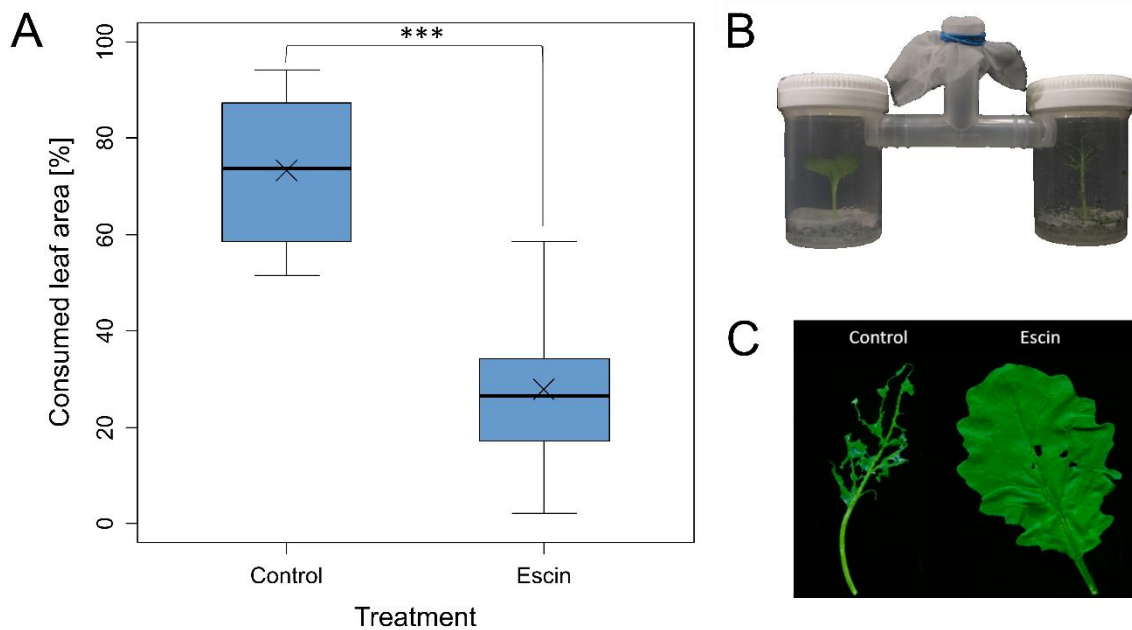 A
Consumed leaf area [%]
100
80
60
40
20
0
***
Control
Escin
Treatment
B
C
Control
Escin